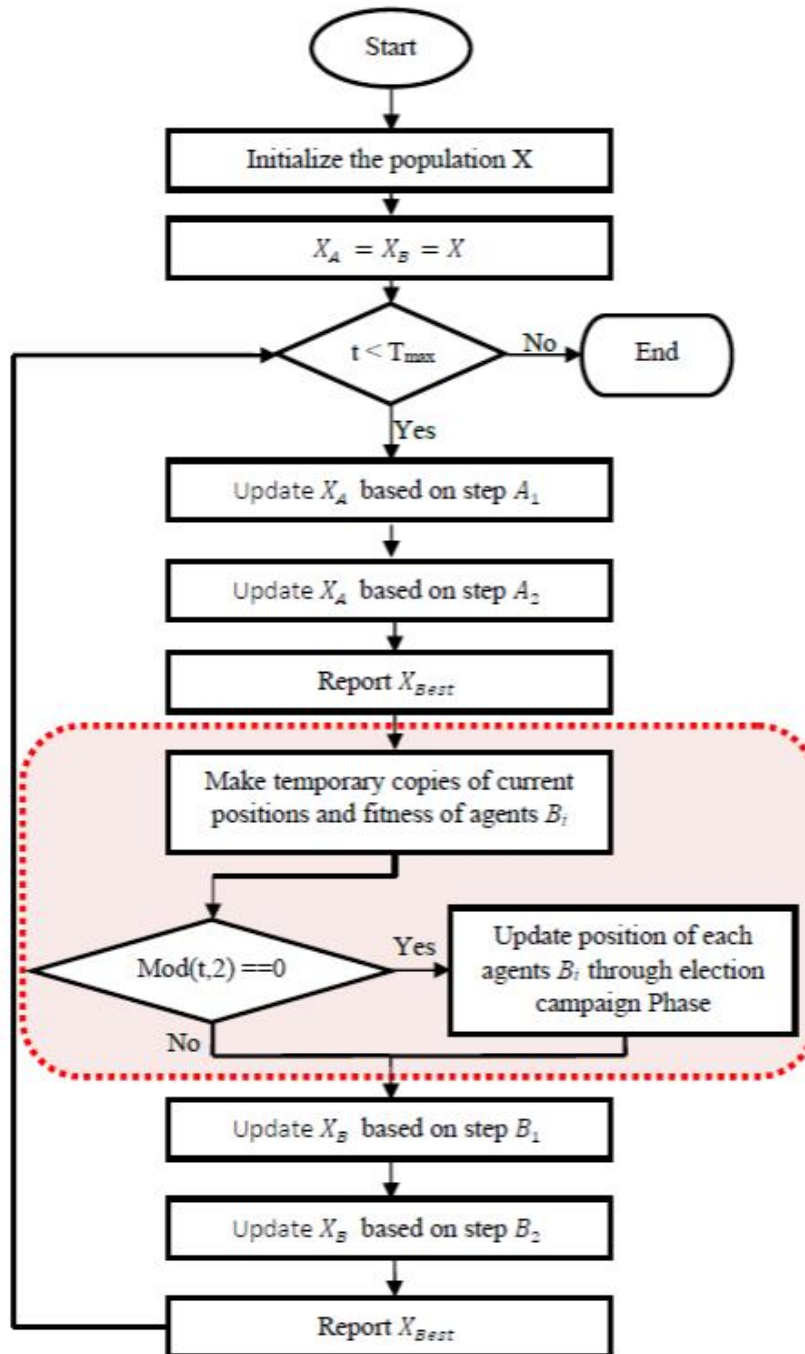 Start
Initialize the population X
X_A = X_B = X
t < T_max
No
End
Yes
Update X_A based on step A_1
Update X_A based on step A_2
Report X_Best
Make temporary copies of current
positions and fitness of agents B_i
Mod(t,2) ==0
Yes
Update position of each
agents B_i through election
campaign Phase
No
Update X_B based on step B_1
Update X_B based on step B_2
Report X_Best